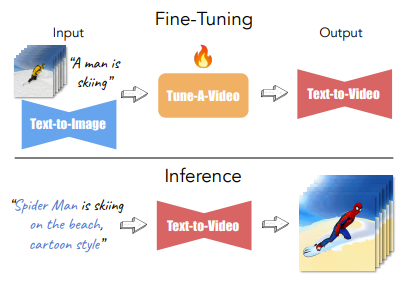 Fine-Tuning
Input
Output
"A man is
skiing"
Text-to-Image
Tune-A-Video
Text-to-Video
Inference
"Spider Man is skiing
on the beach,
cartoon style"
Text-to-Video